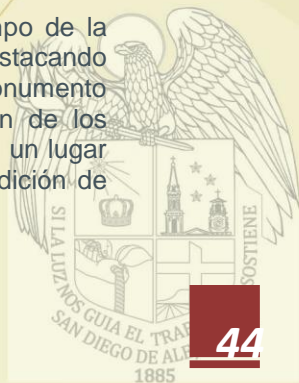 po de la
stacando
onumento
n de los
un lugar
dición de
SI LA LUZ NOS GUIA EL TRA
SOSTIENE
SAN DIEGO DE ALE
1885
44